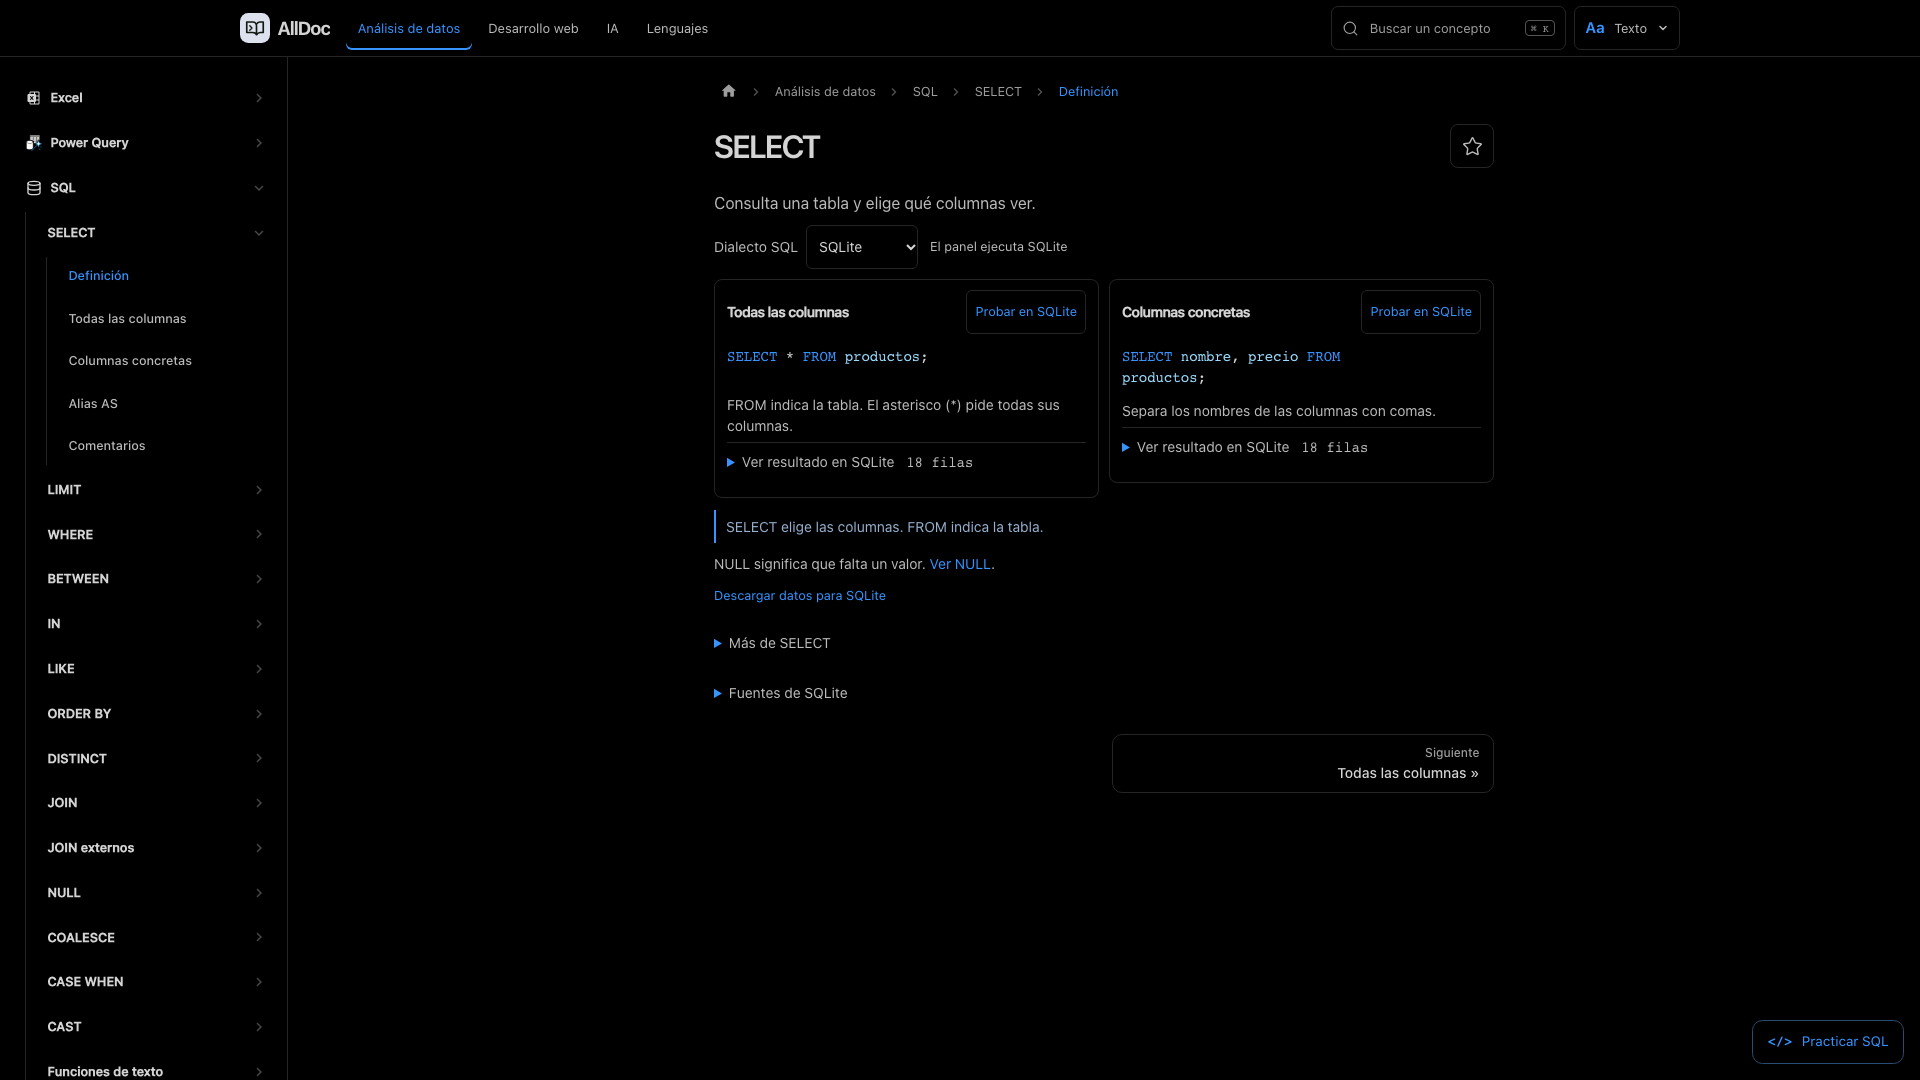 AllDoc
Análisis de datos
Desarrollo web
IA
Lenguajes
Buscar un concepto
⌘ K
Aa Texto
Excel
Power Query
SQL
SELECT
Definición
Todas las columnas
Columnas concretas
Alias AS
Comentarios
LIMIT
WHERE
BETWEEN
IN
LIKE
ORDER BY
DISTINCT
JOIN
JOIN externos
NULL
COALESCE
CASE WHEN
CAST
Funciones de texto
Análisis de datos
SQL
SELECT
Definición
SELECT
Consulta una tabla y elige qué columnas ver.
Dialecto SQL SQLite El panel ejecuta SQLite
Todas las columnas
Probar en SQLite
SELECT * FROM productos;
FROM indica la tabla. El asterisco (*) pide todas sus
columnas.
Ver resultado en SQLite 18 filas
Columnas concretas
Probar en SQLite
SELECT nombre, precio FROM
productos;
Separa los nombres de las columnas con comas.
Ver resultado en SQLite 18 filas
SELECT elige las columnas. FROM indica la tabla.
NULL significa que falta un valor. Ver NULL.
Descargar datos para SQLite
Más de SELECT
Fuentes de SQLite
Siguiente
Todas las columnas »
</> Practicar SQL